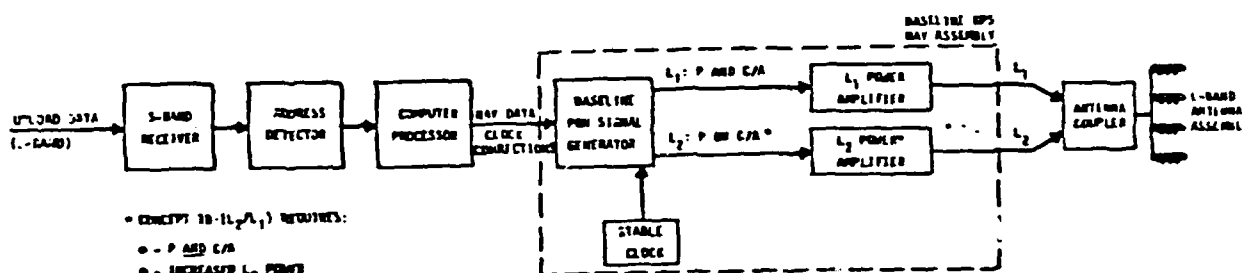 BASELINE GPS
NAV ASSEMBLY
UPLOAD DATA
S-BAND
RECEIVER
ADDRESS
DETECTOR
COMPUTER
PROCESSOR
NAV DATA
CLOCK
CORRECTIONS
BASELINE
PRN SIGNAL
GENERATOR
L₁: P AND C/A
L₂: P OR C/A *
L₁ POWER
AMPLIFIER
L₂ POWER*
AMPLIFIER
L₁
L₂
ANTENNA
COUPLER
L-BAND
ANTENNA
ASSEMBLY
STABLE
CLOCK
* CONCEPT (L₂/L₁) REQUIRES:
- P AND C/A
- INCREASED L₂ POWER